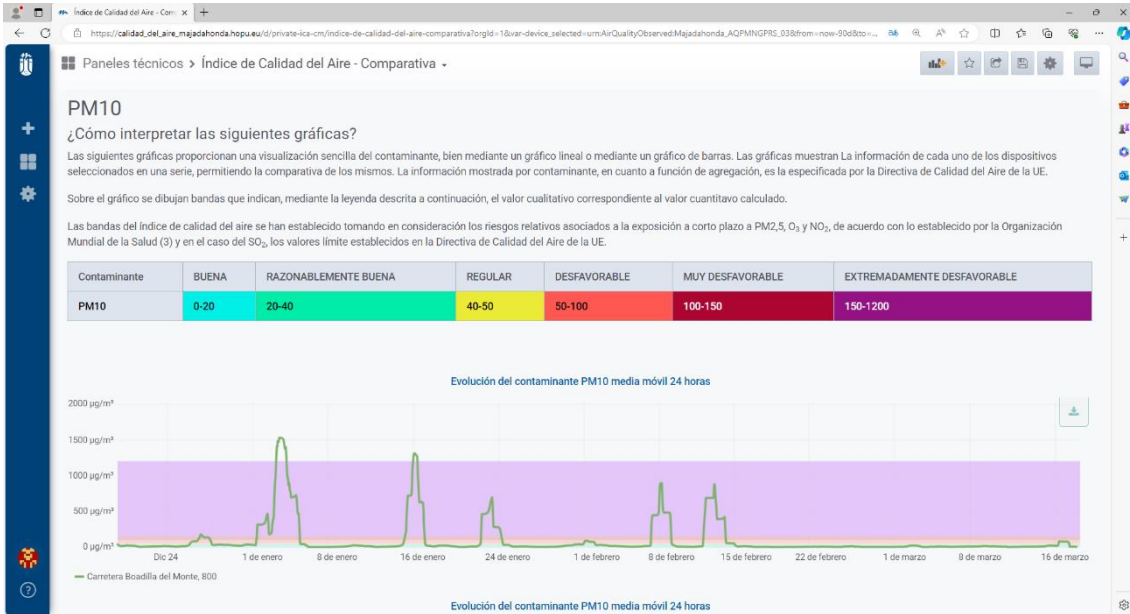 Índice de Calidad del Aire - Com
https://calidad_del_aire_majadahonda.hopu.eu/d/private-ica-cm/indice-de-calidad-del-aire-comparativa?orgId=1&var-device_selected=urn:AirQualityObserved:Majadahonda_AQPMNGPRS_03&from=now-90d&to=...
Paneles técnicos > Índice de Calidad del Aire - Comparativa
PM10
¿Cómo interpretar las siguientes gráficas?
Las siguientes gráficas proporcionan una visualización sencilla del contaminante, bien mediante un gráfico lineal o mediante un gráfico de barras. Las gráficas muestran La información de cada uno de los dispositivos
seleccionados en una serie, permitiendo la comparativa de los mismos. La información mostrada por contaminante, en cuanto a función de agregación, es la especificada por la Directiva de Calidad del Aire de la UE.
Sobre el gráfico se dibujan bandas que indican, mediante la leyenda descrita a continuación, el valor cualitativo correspondiente al valor cuantitavo calculado.
Las bandas del índice de calidad del aire se han establecido tomando en consideración los riesgos relativos asociados a la exposición a corto plazo a PM2,5, O₃ y NO₂, de acuerdo con lo establecido por la Organización
Mundial de la Salud (3) y en el caso del SO₂, los valores límite establecidos en la Directiva de Calidad del Aire de la UE.
Contaminante BUENA RAZONABLEMENTE BUENA REGULAR DESFAVORABLE MUY DESFAVORABLE EXTREMADAMENTE DESFAVORABLE
PM10 0-20 20-40 40-50 50-100 100-150 150-1200
Evolución del contaminante PM10 media móvil 24 horas
2000 µg/m³
1500 µg/m³
1000 µg/m³
500 µg/m³
0 µg/m³
Dic 24 1 de enero 8 de enero 16 de enero 24 de enero 1 de febrero 8 de febrero 15 de febrero 22 de febrero 1 de marzo 8 de marzo 16 de marzo
Carretera Boadilla del Monte, 800
Evolución del contaminante PM10 media móvil 24 horas